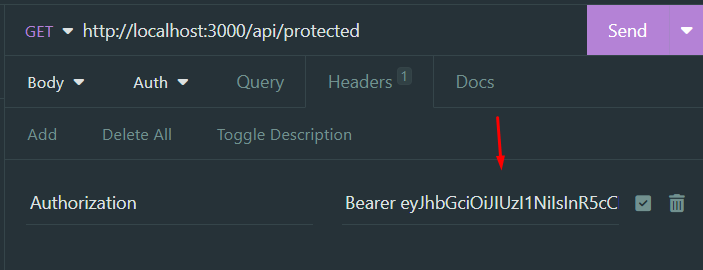 GET http://localhost:3000/api/protected Send
Body Auth Query Headers 1 Docs
Add Delete All Toggle Description
Authorization Bearer eyJhbGciOiJIUzI1NiIsInR5cC